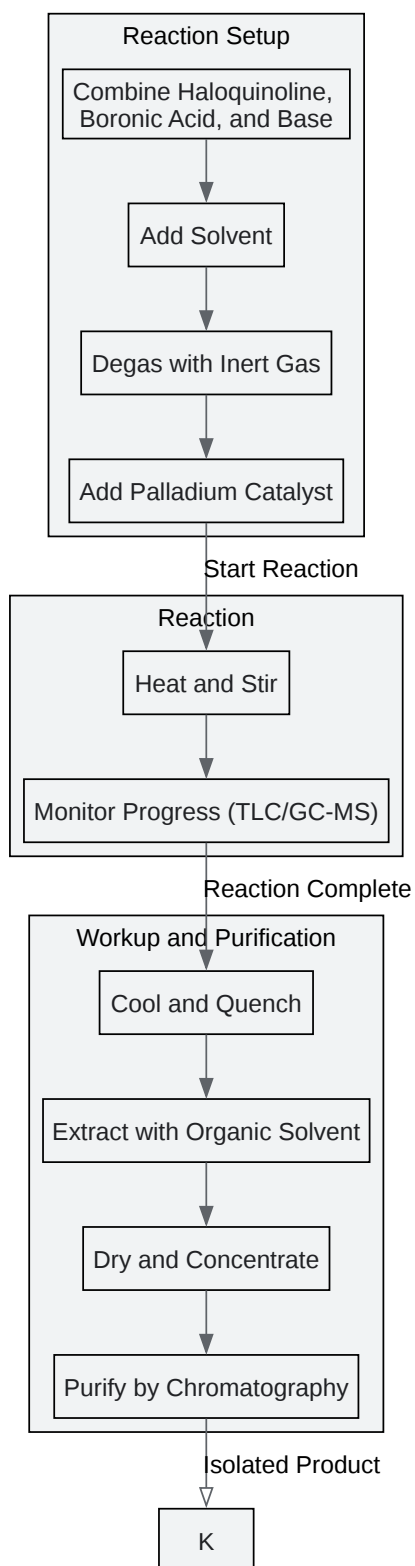 Reaction Setup
Combine Haloquinoline,
Boronic Acid, and Base
Add Solvent
Degas with Inert Gas
Add Palladium Catalyst
Start Reaction
Reaction
Heat and Stir
Monitor Progress (TLC/GC-MS)
Reaction Complete
Workup and Purification
Cool and Quench
Extract with Organic Solvent
Dry and Concentrate
Purify by Chromatography
Isolated Product
K